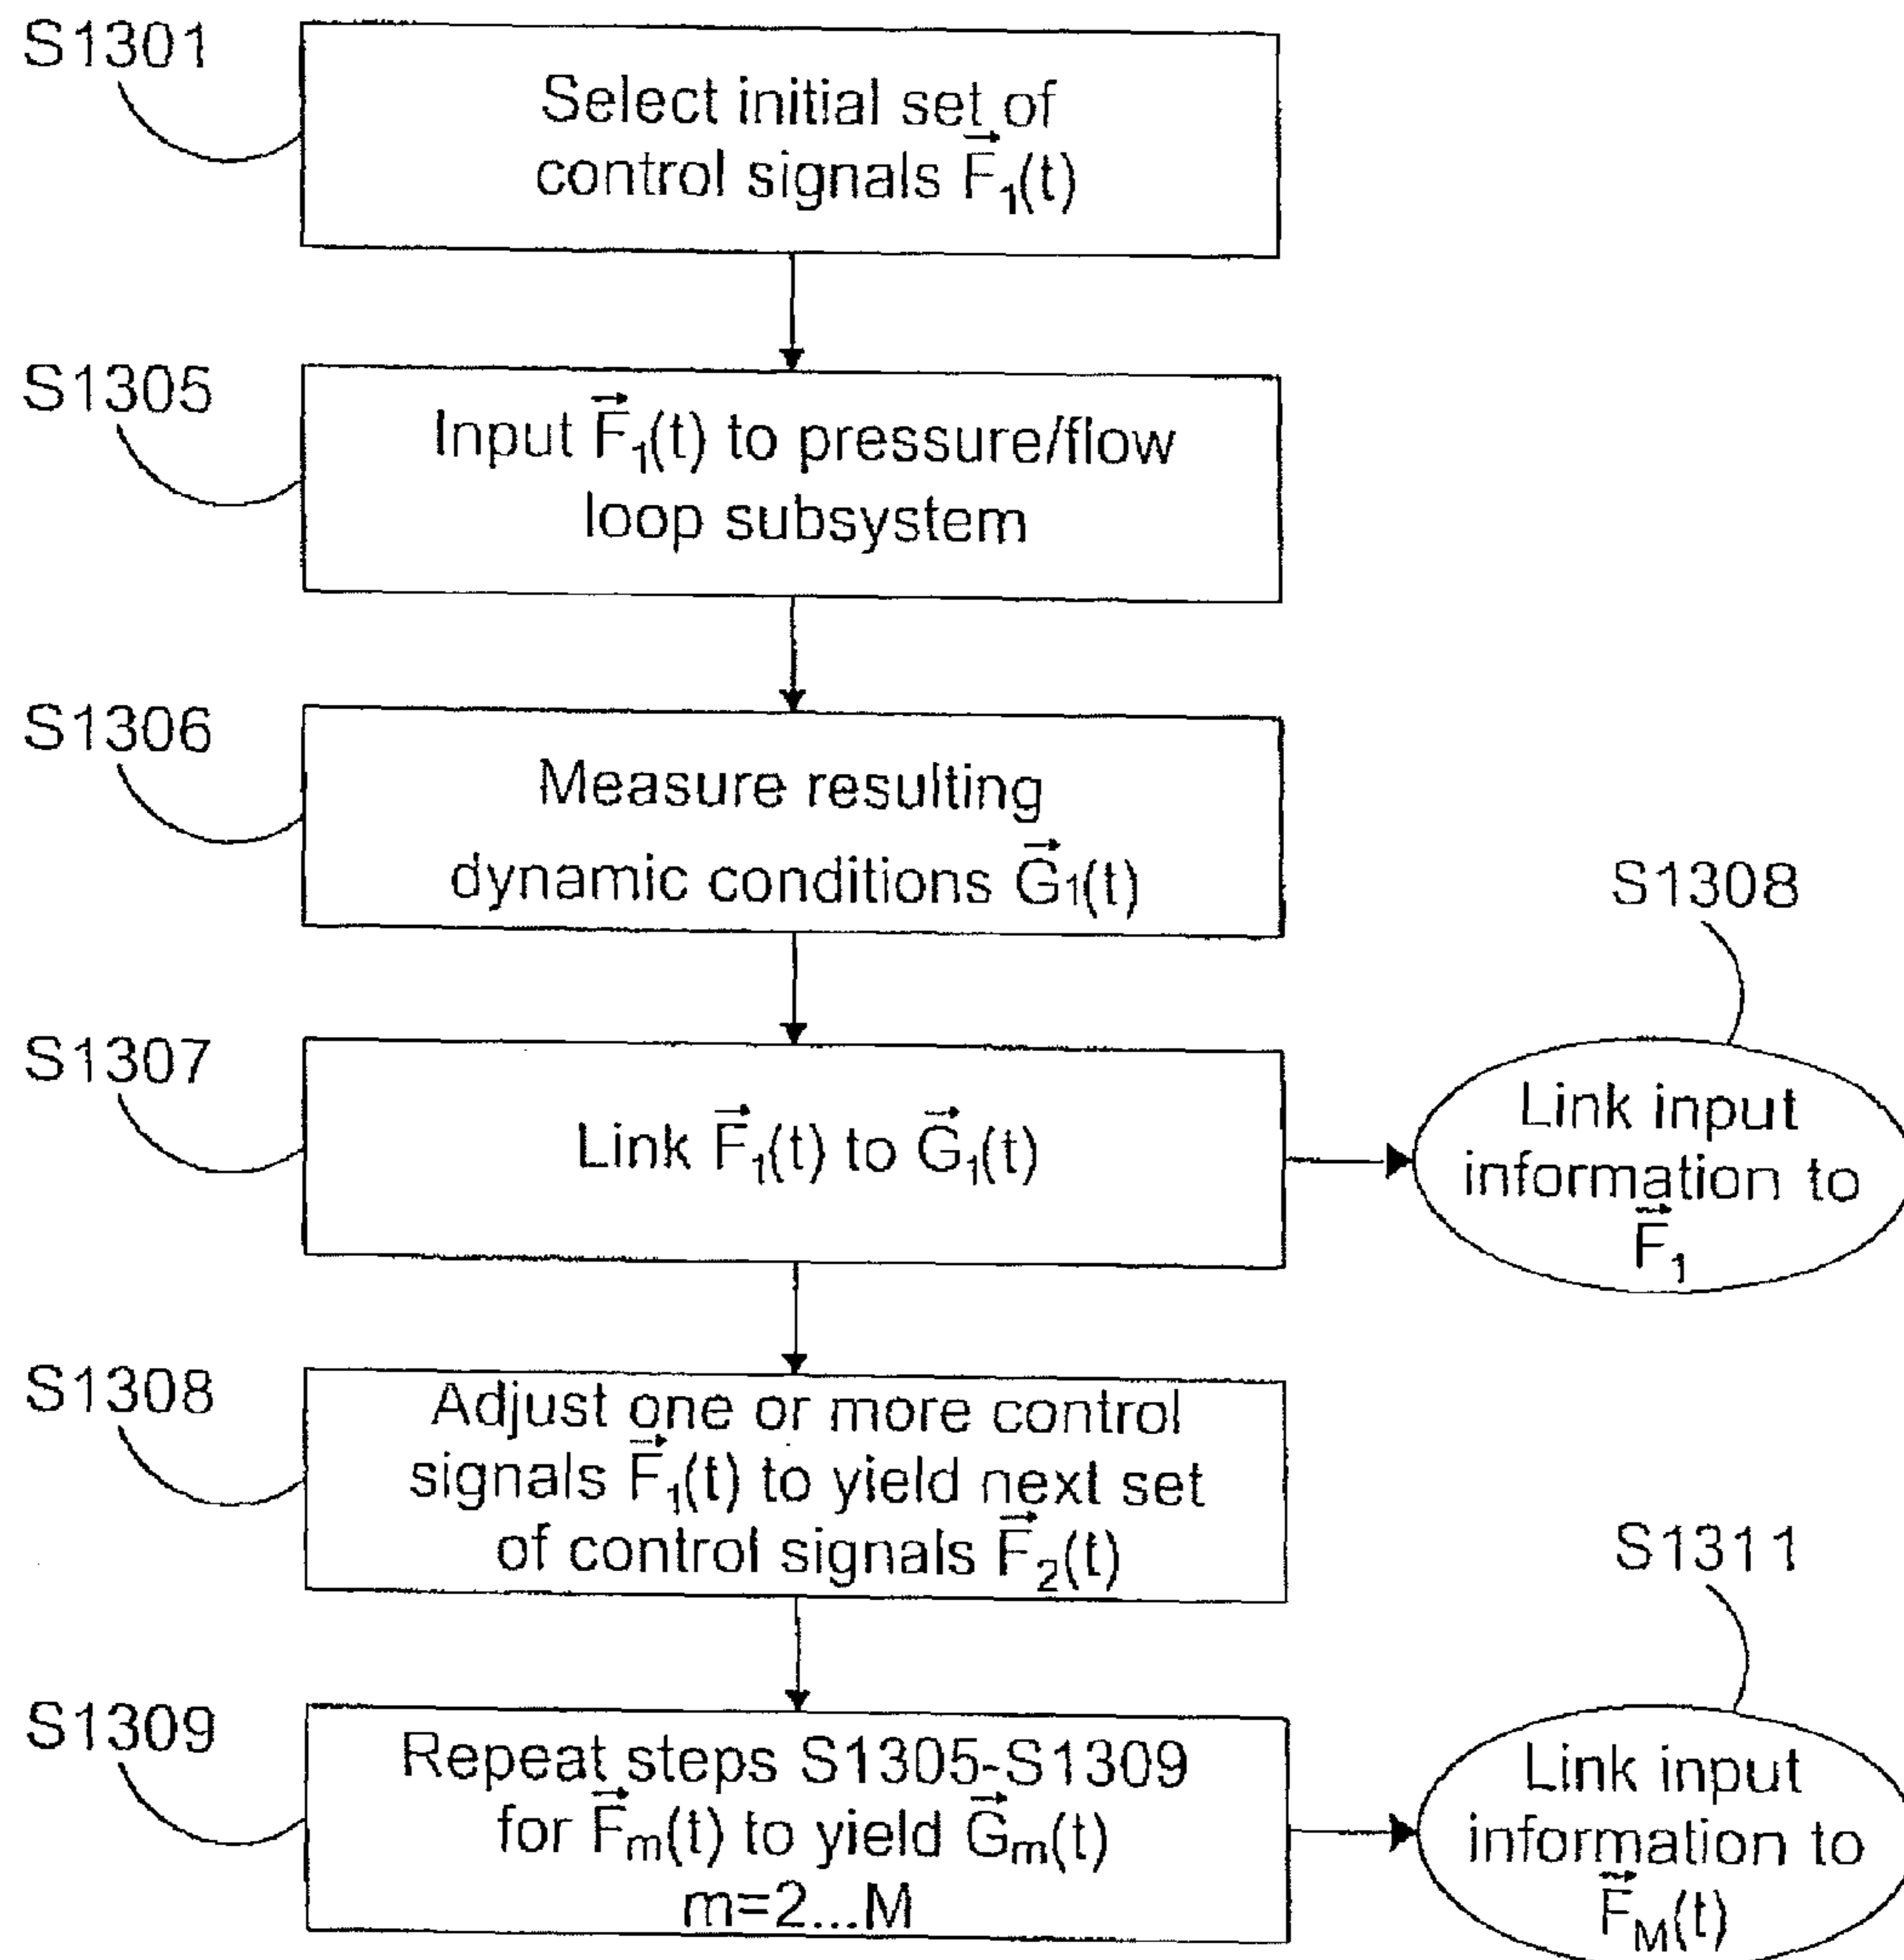 S1301
Select initial set of
control signals F⃗₁(t)
S1305
Input F⃗₁(t) to pressure/flow
loop subsystem
S1306
Measure resulting
dynamic conditions G⃗₁(t)
S1307
Link F⃗₁(t) to G⃗₁(t)
S1308
Link input
information to
F⃗₁
S1308
Adjust one or more control
signals F⃗₁(t) to yield next set
of control signals F⃗₂(t)
S1309
Repeat steps S1305-S1309
for F⃗ₘ(t) to yield G⃗ₘ(t)
m=2...M
S1311
Link input
information to
F⃗_M(t)